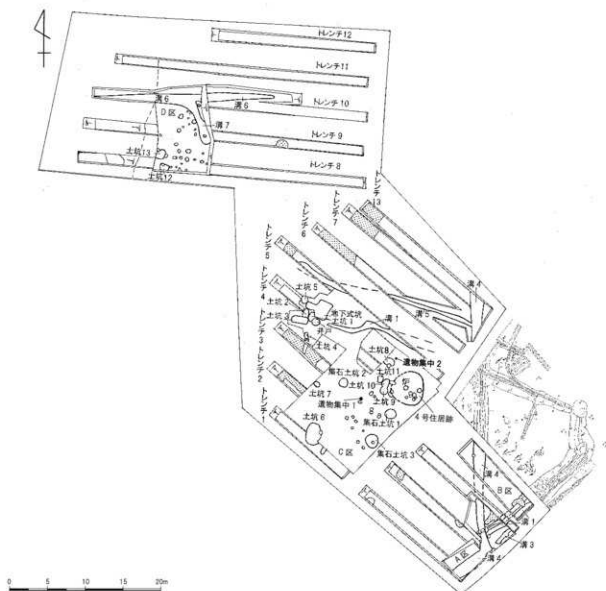 トレンチ12
トレンチ11
トレンチ10
溝6
溝6
D区
溝7
トレンチ9
土坑13
トレンチ8
土坑12
トレンチ13
トレンチ7
トレンチ6
トレンチ5
トレンチ4
トレンチ3
トレンチ2
トレンチ1
土坑5
土坑2
地下式坑
土坑3
土坑1
井戸
土坑4
溝1
溝4
溝5
土坑8
遺物集中2
集石土坑2
土坑11
土坑10
土坑7
土坑9
4号住居跡
遺物集中1
土坑6
集石土坑1
C区
集石土坑3
溝4
B区
溝1
溝3
A区
溝4
0 5 10 15 20m